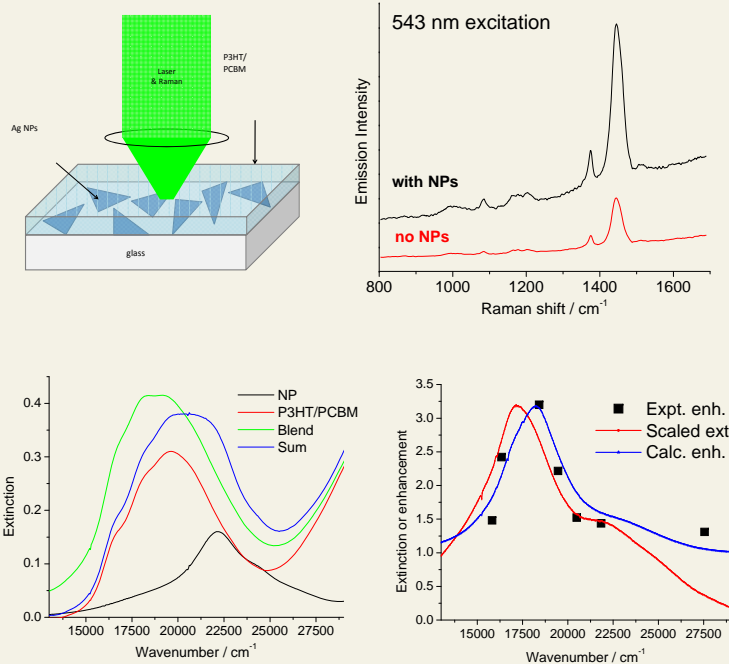 Laser
& Raman
P3HT/
PCBM
Ag NPs
glass
543 nm excitation
Emission Intensity
with NPs
no NPs
800 1000 1200 1400 1600
Raman shift / cm-1
0.4
0.3
0.2
0.1
0.0
Extinction
NP
P3HT/PCBM
Blend
Sum
15000 17500 20000 22500 25000 27500
Wavenumber / cm-1
3.5
3.0
2.5
2.0
1.5
1.0
0.5
0.0
Extinction or enhancement
Expt. enh.
Scaled ext
Calc. enh.
15000 17500 20000 22500 25000 27500
Wavenumber / cm-1